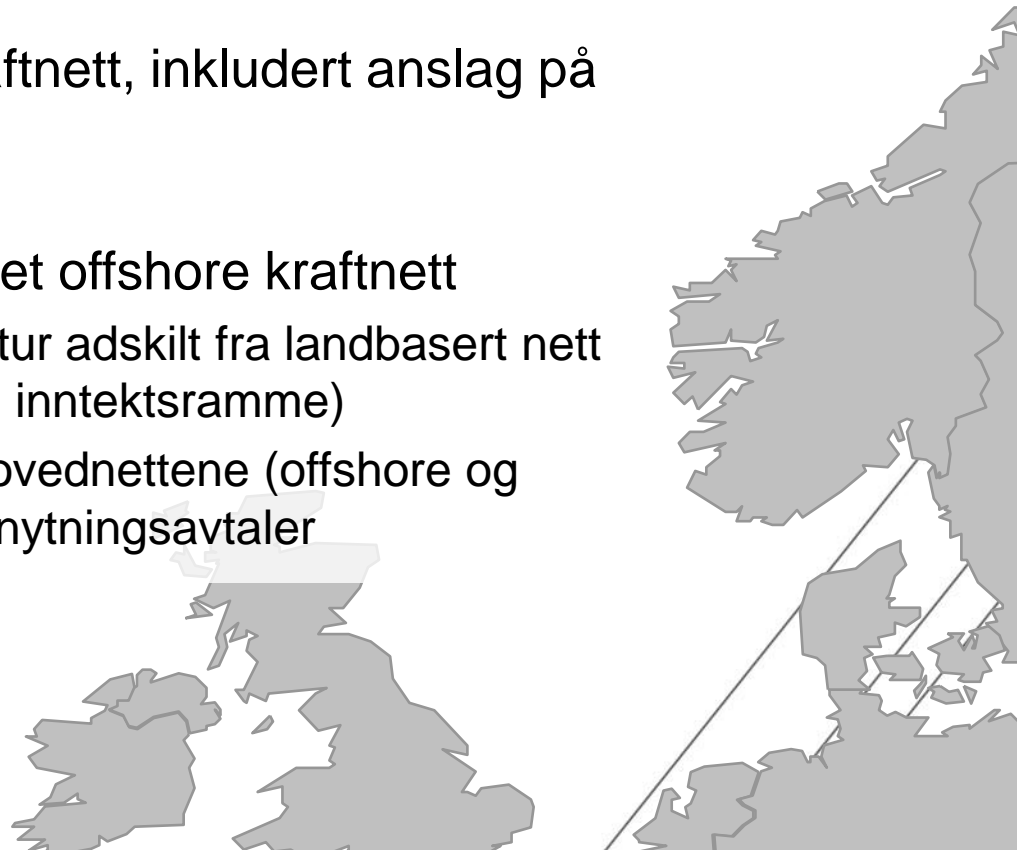 ftnett, inkludert anslag på
et offshore kraftnett
tur adskilt fra landbasert nett
inntektsramme)
ovednettene (offshore og
nytningsavtaler